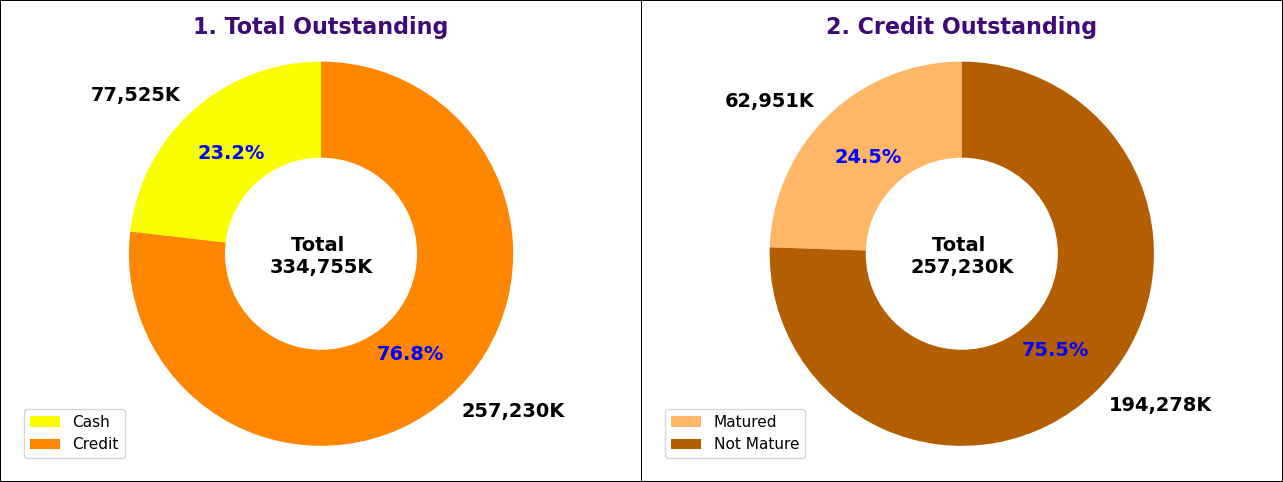 1. Total Outstanding
77,525K
23.2%
Total
334,755K
76.8%
257,230K
Cash
Credit
2. Credit Outstanding
62,951K
24.5%
Total
257,230K
75.5%
194,278K
Matured
Not Mature